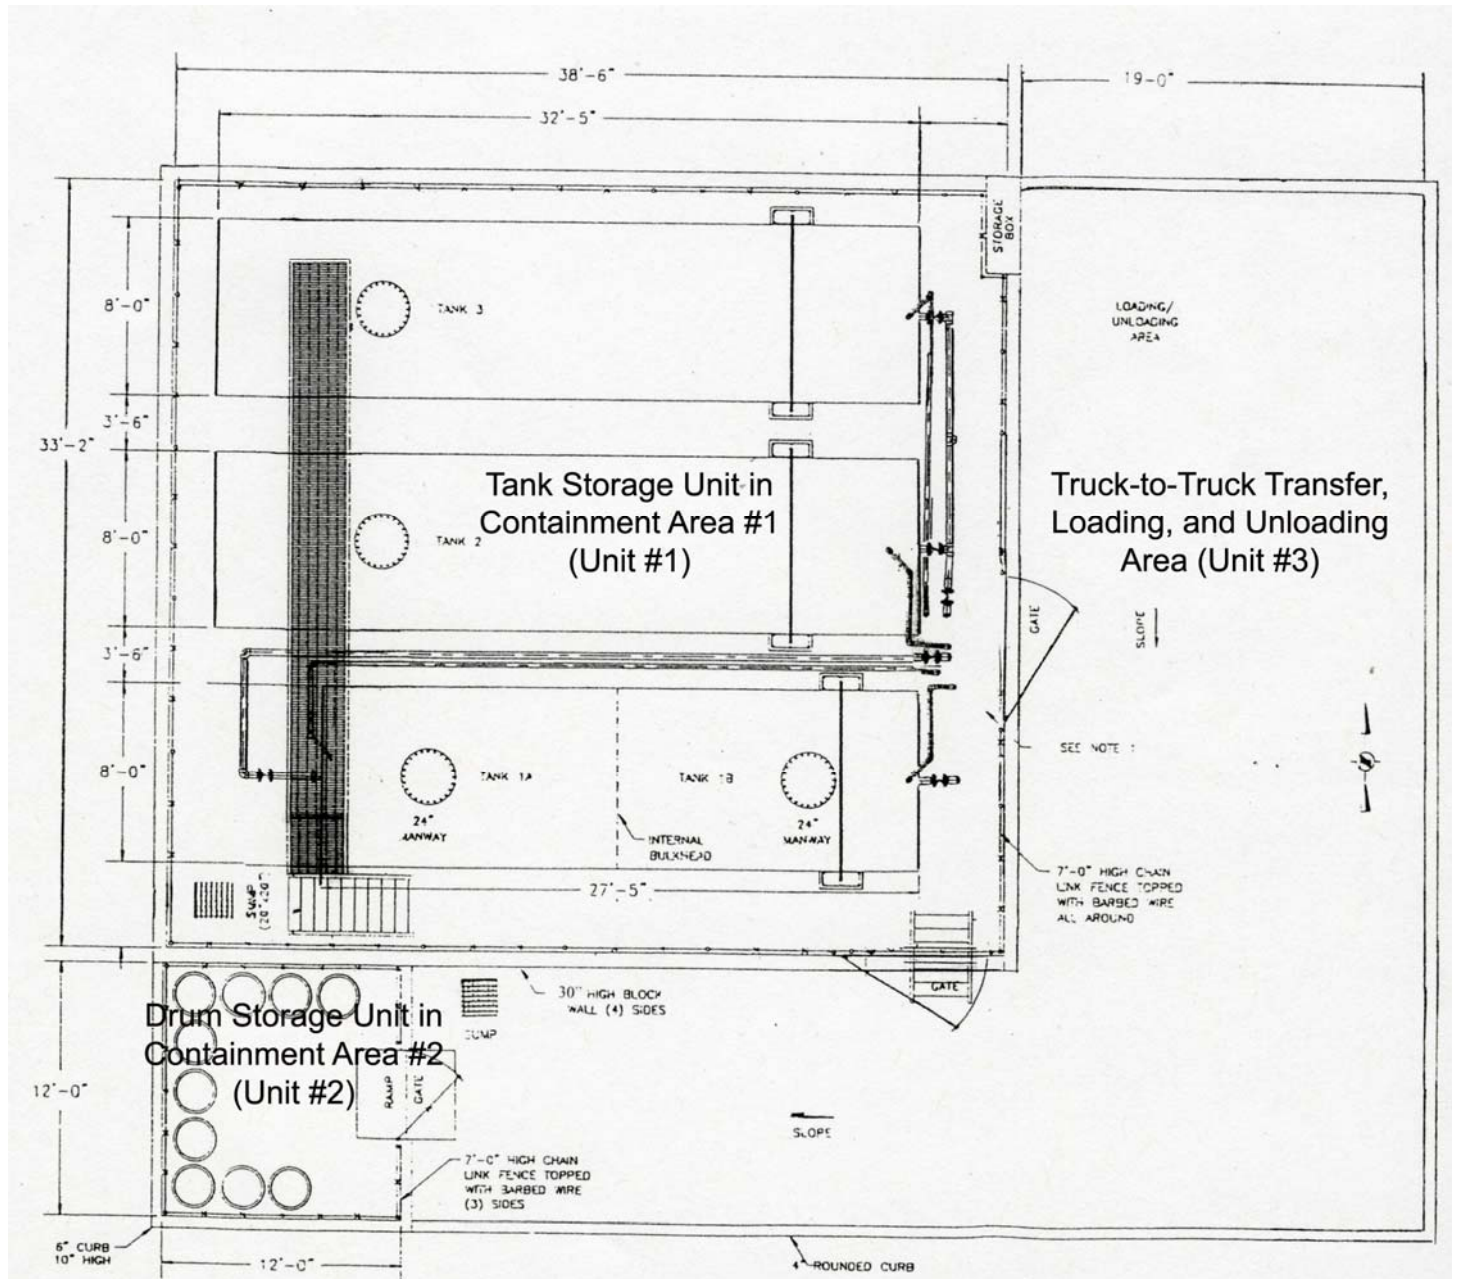 38'-6"
19'-0"
32'-5"
STORAGE
BOX
8'-0"
TANK 3
LOADING/
UNLOADING
AREA
3'-6"
33'-2"
Tank Storage Unit in
Containment Area #1
(Unit #1)
Truck-to-Truck Transfer,
Loading, and Unloading
Area (Unit #3)
8'-0"
TANK 2
GATE
SLOPE
3'-6"
SEE NOTE 1
8'-0"
TANK 1A
TANK 1B
24"
MANWAY
24"
MANWAY
INTERNAL
BULKHEAD
7'-0" HIGH CHAIN
LINK FENCE TOPPED
WITH BARBED WIRE
ALL AROUND
27'-5"
SUMP
GATE
30" HIGH BLOCK
WALL (4) SIDES
SUMP
Drum Storage Unit in
Containment Area #2
(Unit #2)
RAMP
GATE
12'-0"
SLOPE
7'-0" HIGH CHAIN
LINK FENCE TOPPED
WITH BARBED WIRE
(3) SIDES
6" CURB
10" HIGH
12'-0"
4" ROUNDED CURB